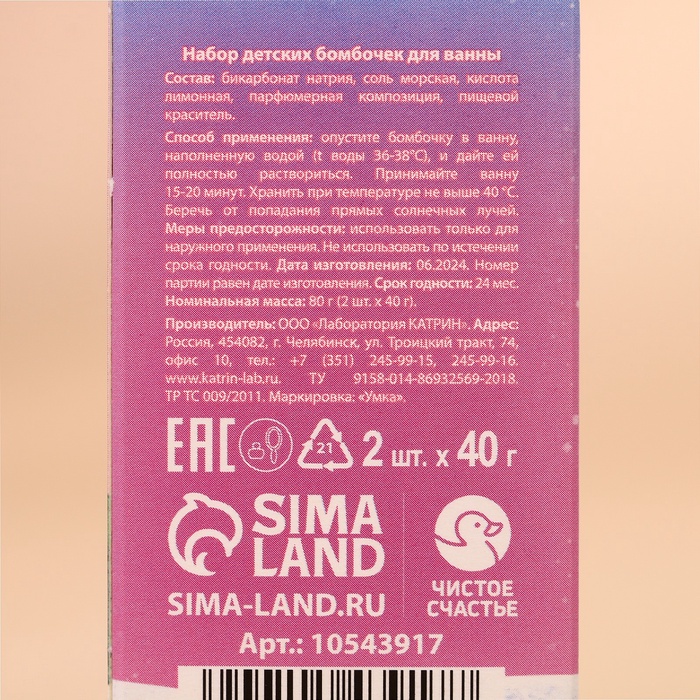 Набор детских бомбочек для ванны
Состав: бикарбонат натрия, соль морская, кислота
лимонная, парфюмерная композиция, пищевой
краситель.
Способ применения: опустите бомбочку в ванну,
наполненную водой (t воды 36-38°С), и дайте ей
полностью раствориться. Принимайте ванну
15-20 минут. Хранить при температуре не выше 40 °С.
Беречь от попадания прямых солнечных лучей.
Меры предосторожности: использовать только для
наружного применения. Не использовать по истечении
срока годности. Дата изготовления: 06.2024. Номер
партии равен дате изготовления. Срок годности: 24 мес.
Номинальная масса: 80 г (2 шт. х 40 г).
Производитель: ООО «Лаборатория КАТРИН». Адрес:
Россия, 454082, г. Челябинск, ул. Троицкий тракт, 74,
офис 10, тел.: +7 (351) 245-99-15, 245-99-16.
www.katrin-lab.ru. ТУ 9158-014-86932569-2018.
ТР ТС 009/2011. Маркировка: «Умка».
EAC 21 2 шт. х 40 г
SIMA
LAND
SIMA-LAND.RU
ЧИСТОЕ
СЧАСТЬЕ
Арт.: 10543917